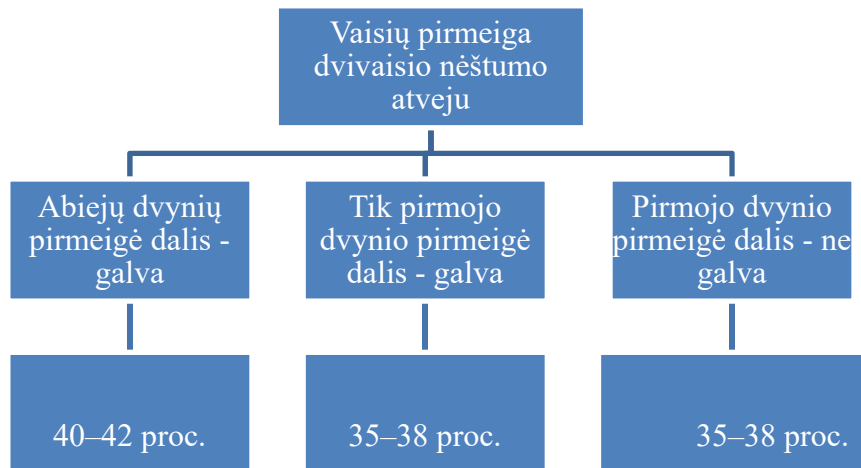 Vaisių pirmeiga
dvivaisio nėštumo
atveju
Abiejų dvynių
pirmeigė dalis -
galva
Tik pirmojo
dvynio pirmeigė
dalis - galva
Pirmojo dvynio
pirmeigė dalis - ne
galva
40–42 proc.
35–38 proc.
35–38 proc.